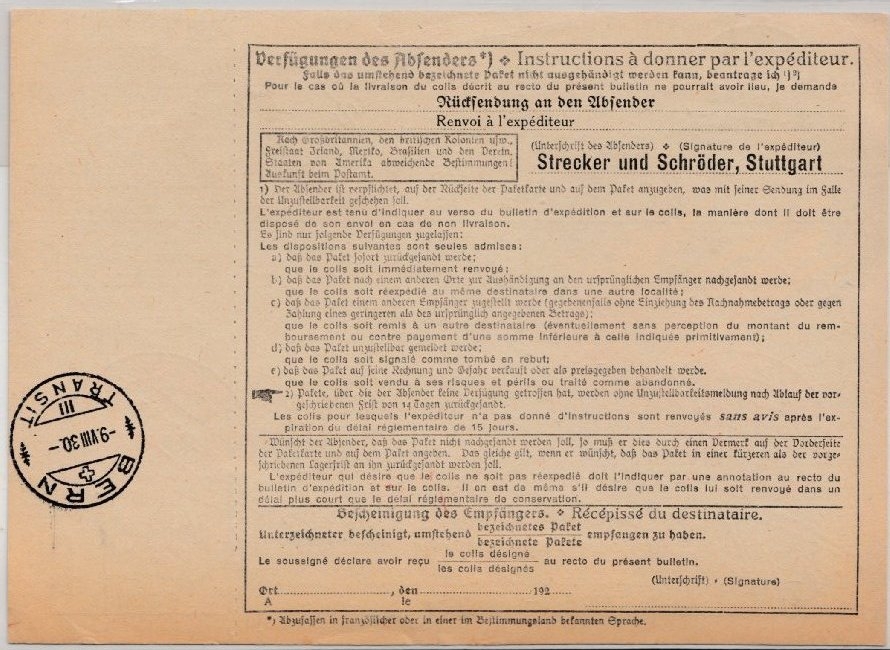 Verfügungen des Absenders*) ❖ Instructions à donner par l'expéditeur.
Falls das umstehend bezeichnete Paket nicht ausgehändigt werden kann, beantrage ich ¹) ²)
Pour le cas où la livraison du colis décrit au recto du présent bulletin ne pourrait avoir lieu, je demande
Rücksendung an den Absender
Renvoi à l'expéditeur
Nach Großbritannien, den britischen Kolonien usw.,
Freistaat Irland, Mexiko, Brasilien und den Verein.
Staaten von Amerika abweichende Bestimmungen!
Auskunft beim Postamt.
(Unterschrift des Absenders) ❖ (Signature de l'expéditeur)
Strecker und Schröder, Stuttgart
1) Der Absender ist verpflichtet, auf der Rückseite der Paketkarte und auf dem Paket anzugeben, was mit seiner Sendung im Falle
der Unzustellbarkeit geschehen soll.
L'expéditeur est tenu d'indiquer au verso du bulletin d'expédition et sur le colis, la manière dont il doit être
disposé de son envoi en cas de non livraison.
Es sind nur folgende Verfügungen zugelassen:
Les dispositions suivantes sont seules admises:
a) daß das Paket sofort zurückgesandt werde;
que le colis soit immédiatement renvoyé;
b) daß das Paket nach einem anderen Orte zur Aushändigung an den ursprünglichen Empfänger nachgesandt werde;
que le colis soit réexpédié au même destinataire dans une autre localité;
c) daß das Paket einem anderen Empfänger zugestellt werde (gegebenenfalls ohne Einziehung des Nachnahmebetrags oder gegen
Zahlung eines geringeren als des ursprünglich angegebenen Betrags);
que le colis soit remis à un autre destinataire (éventuellement sans perception du montant du rem-
boursement ou contre payement d'une somme inférieure à celle indiquée primitivement);
d) daß das Paket unzustellbar gemeldet werde;
que le colis soit signalé comme tombé en rebut;
e) daß das Paket auf seine Rechnung und Gefahr verkauft oder als preisgegeben behandelt werde.
que le colis soit vendu à ses risques et périls ou traité comme abandonné.
2) Pakete, über die der Absender keine Verfügung getroffen hat, werden ohne Unzustellbarkeitsmeldung nach Ablauf der vor-
geschriebenen Frist von 14 Tagen zurückgesandt.
Les colis pour lesquels l'expéditeur n'a pas donné d'instructions sont renvoyés sans avis après l'ex-
piration du délai réglementaire de 15 jours.
Wünscht der Absender, daß das Paket nicht nachgesandt werden soll, so muß er dies durch einen Vermerk auf der Vorderseite
der Paketkarte und auf dem Paket angeben. Das gleiche gilt, wenn er wünscht, daß das Paket in einer kürzeren als der vorge-
schriebenen Lagerfrist an ihn zurückgesandt werden soll.
L'expéditeur qui désire que le colis ne soit pas réexpédié doit l'indiquer par une annotation au recto du
bulletin d'expédition et sur le colis. Il en est de même s'il désire que le colis lui soit renvoyé dans un
délai plus court que le délai réglementaire de conservation.
Bescheinigung des Empfängers. ❖ Récépissé du destinataire.
bezeichnetes Paket
Unterzeichneter bescheinigt, umstehend empfangen zu haben.
bezeichnete Pakete
le colis désigné
Le soussigné déclare avoir reçu au recto du présent bulletin.
les colis désignés
(Unterschrift) • (Signature)
Ort , den 192
A le
*) Abzufassen in französischer oder in einer im Bestimmungsland bekannten Sprache.
TRANSIT
III
-9.VIII 30.-
BERN